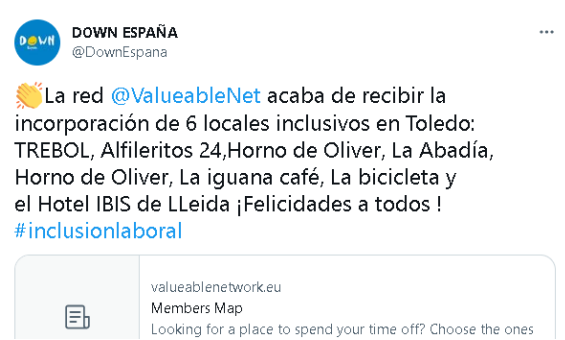 DOWN
DOWN ESPAÑA
@DownEspana
👏La red @ValueableNet acaba de recibir la
incorporación de 6 locales inclusivos en Toledo:
TREBOL, Alfileritos 24,Horno de Oliver, La Abadía,
Horno de Oliver, La iguana café, La bicicleta y
el Hotel IBIS de LLeida ¡Felicidades a todos !
#inclusionlaboral
valueablenetwork.eu
Members Map
Looking for a place to spend your time off? Choose the ones